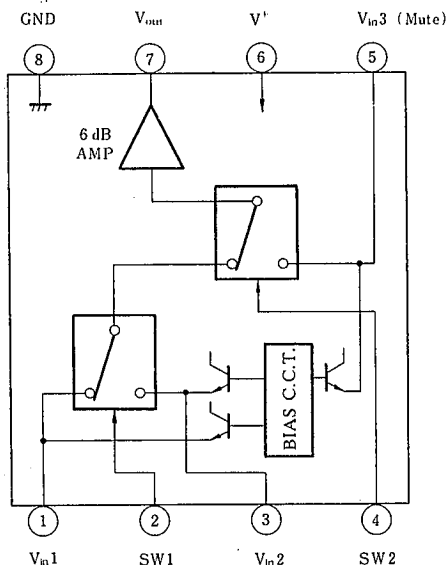 GND Vout V+ Vin3 (Mute)
8 7 6 5
6 dB
AMP
BIAS C.C.T.
1 2 3 4
Vin1 SW1 Vin2 SW2